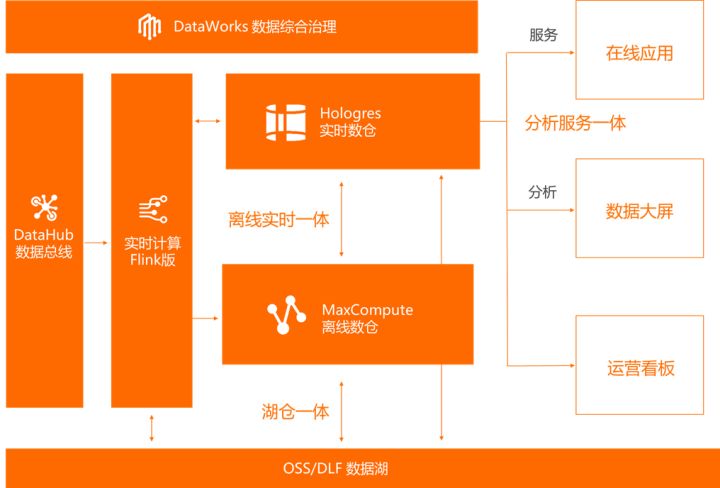 DataWorks 数据综合治理
服务
在线应用
Hologres
实时数仓
分析服务一体
DataHub
数据总线
实时计算
Flink版
离线实时一体
分析
数据大屏
MaxCompute
离线数仓
运营看板
湖仓一体
OSS/DLF 数据湖